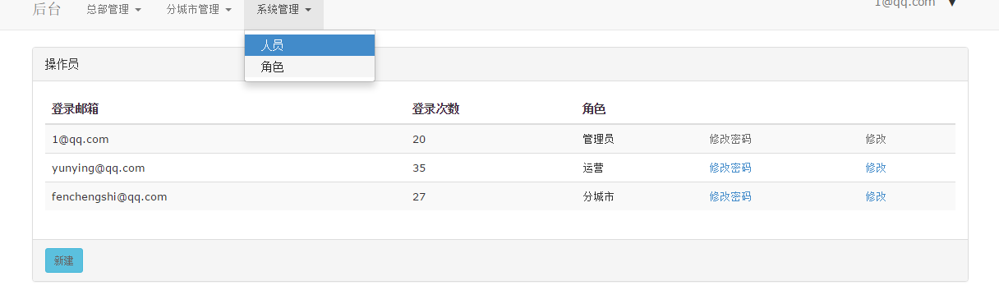 后台 总部管理 分城市管理 系统管理 1@qq.com
人员
角色
操作员
登录邮箱 登录次数 角色
1@qq.com 20 管理员 修改密码 修改
yunying@qq.com 35 运营 修改密码 修改
fenchengshi@qq.com 27 分城市 修改密码 修改
新建